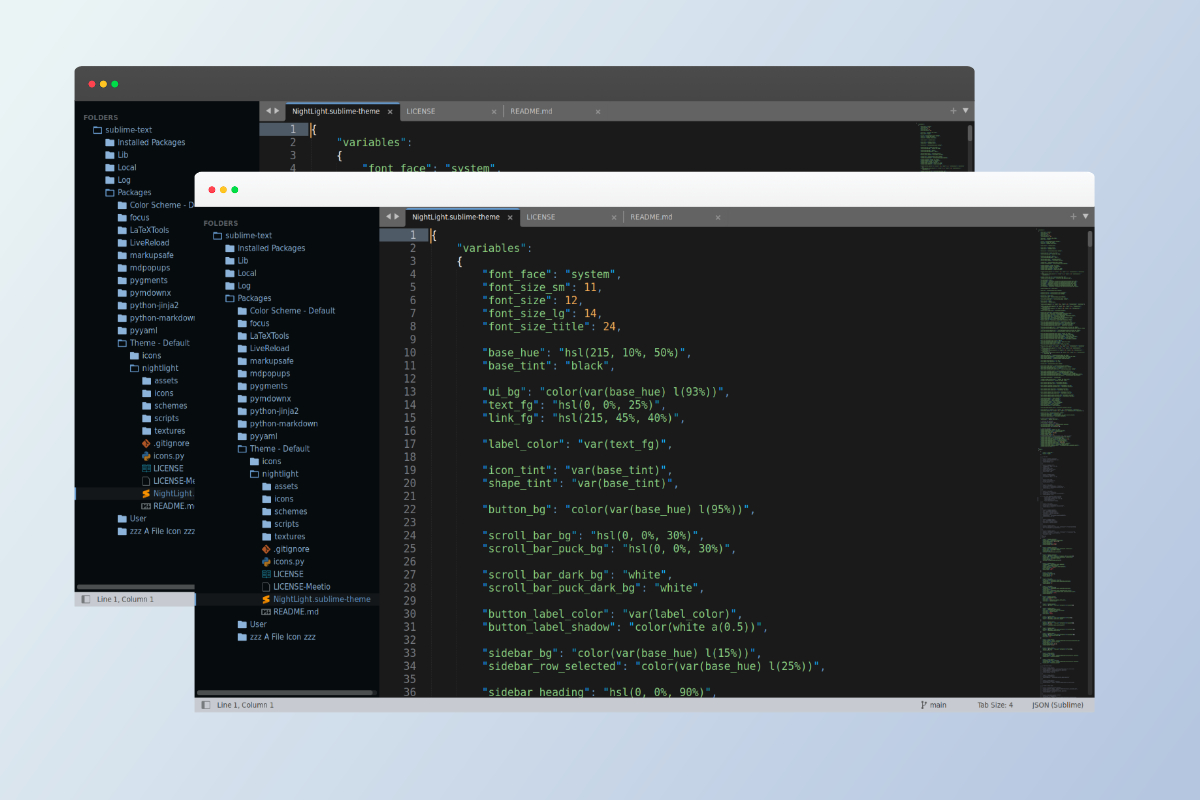 NightLight.sublime-theme × LICENSE × README.md × + ▼
FOLDERS
sublime-text
Installed Packages
Lib
Local
Log
Packages
Color Scheme - D
focus
LaTeXTools
LiveReload
markupsafe
mdpopups
pygments
pymdownx
python-jinja2
python-markdown
pyyaml
Theme - Default
icons
nightlight
assets
icons
schemes
scripts
textures
.gitignore
icons.py
LICENSE
LICENSE-Mee
NightLight.
README.m
User
zzz A File Icon zzz
1 {
2 "variables":
3 {
4 "font_face": "system",
Line 1, Column 1
NightLight.sublime-theme × LICENSE × README.md × + ▼
FOLDERS
sublime-text
Installed Packages
Lib
Local
Log
Packages
Color Scheme - Default
focus
LaTeXTools
LiveReload
markupsafe
mdpopups
pygments
pymdownx
python-jinja2
python-markdown
pyyaml
Theme - Default
icons
nightlight
assets
icons
schemes
scripts
textures
.gitignore
icons.py
LICENSE
LICENSE-Meetio
NightLight.sublime-theme
README.md
User
zzz A File Icon zzz
1 {
2 "variables":
3 {
4 "font_face": "system",
5 "font_size_sm": 11,
6 "font_size": 12,
7 "font_size_lg": 14,
8 "font_size_title": 24,
9
10 "base_hue": "hsl(215, 10%, 50%)",
11 "base_tint": "black",
12
13 "ui_bg": "color(var(base_hue) l(93%))",
14 "text_fg": "hsl(0, 0%, 25%)",
15 "link_fg": "hsl(215, 45%, 40%)",
16
17 "label_color": "var(text_fg)",
18
19 "icon_tint": "var(base_tint)",
20 "shape_tint": "var(base_tint)",
21
22 "button_bg": "color(var(base_hue) l(95%))",
23
24 "scroll_bar_bg": "hsl(0, 0%, 30%)",
25 "scroll_bar_puck_bg": "hsl(0, 0%, 30%)",
26
27 "scroll_bar_dark_bg": "white",
28 "scroll_bar_puck_dark_bg": "white",
29
30 "button_label_color": "var(label_color)",
31 "button_label_shadow": "color(white a(0.5))",
32
33 "sidebar_bg": "color(var(base_hue) l(15%))",
34 "sidebar_row_selected": "color(var(base_hue) l(25%))",
35
36 "sidebar_heading": "hsl(0, 0%, 90%)",
Line 1, Column 1 main Tab Size: 4 JSON (Sublime)